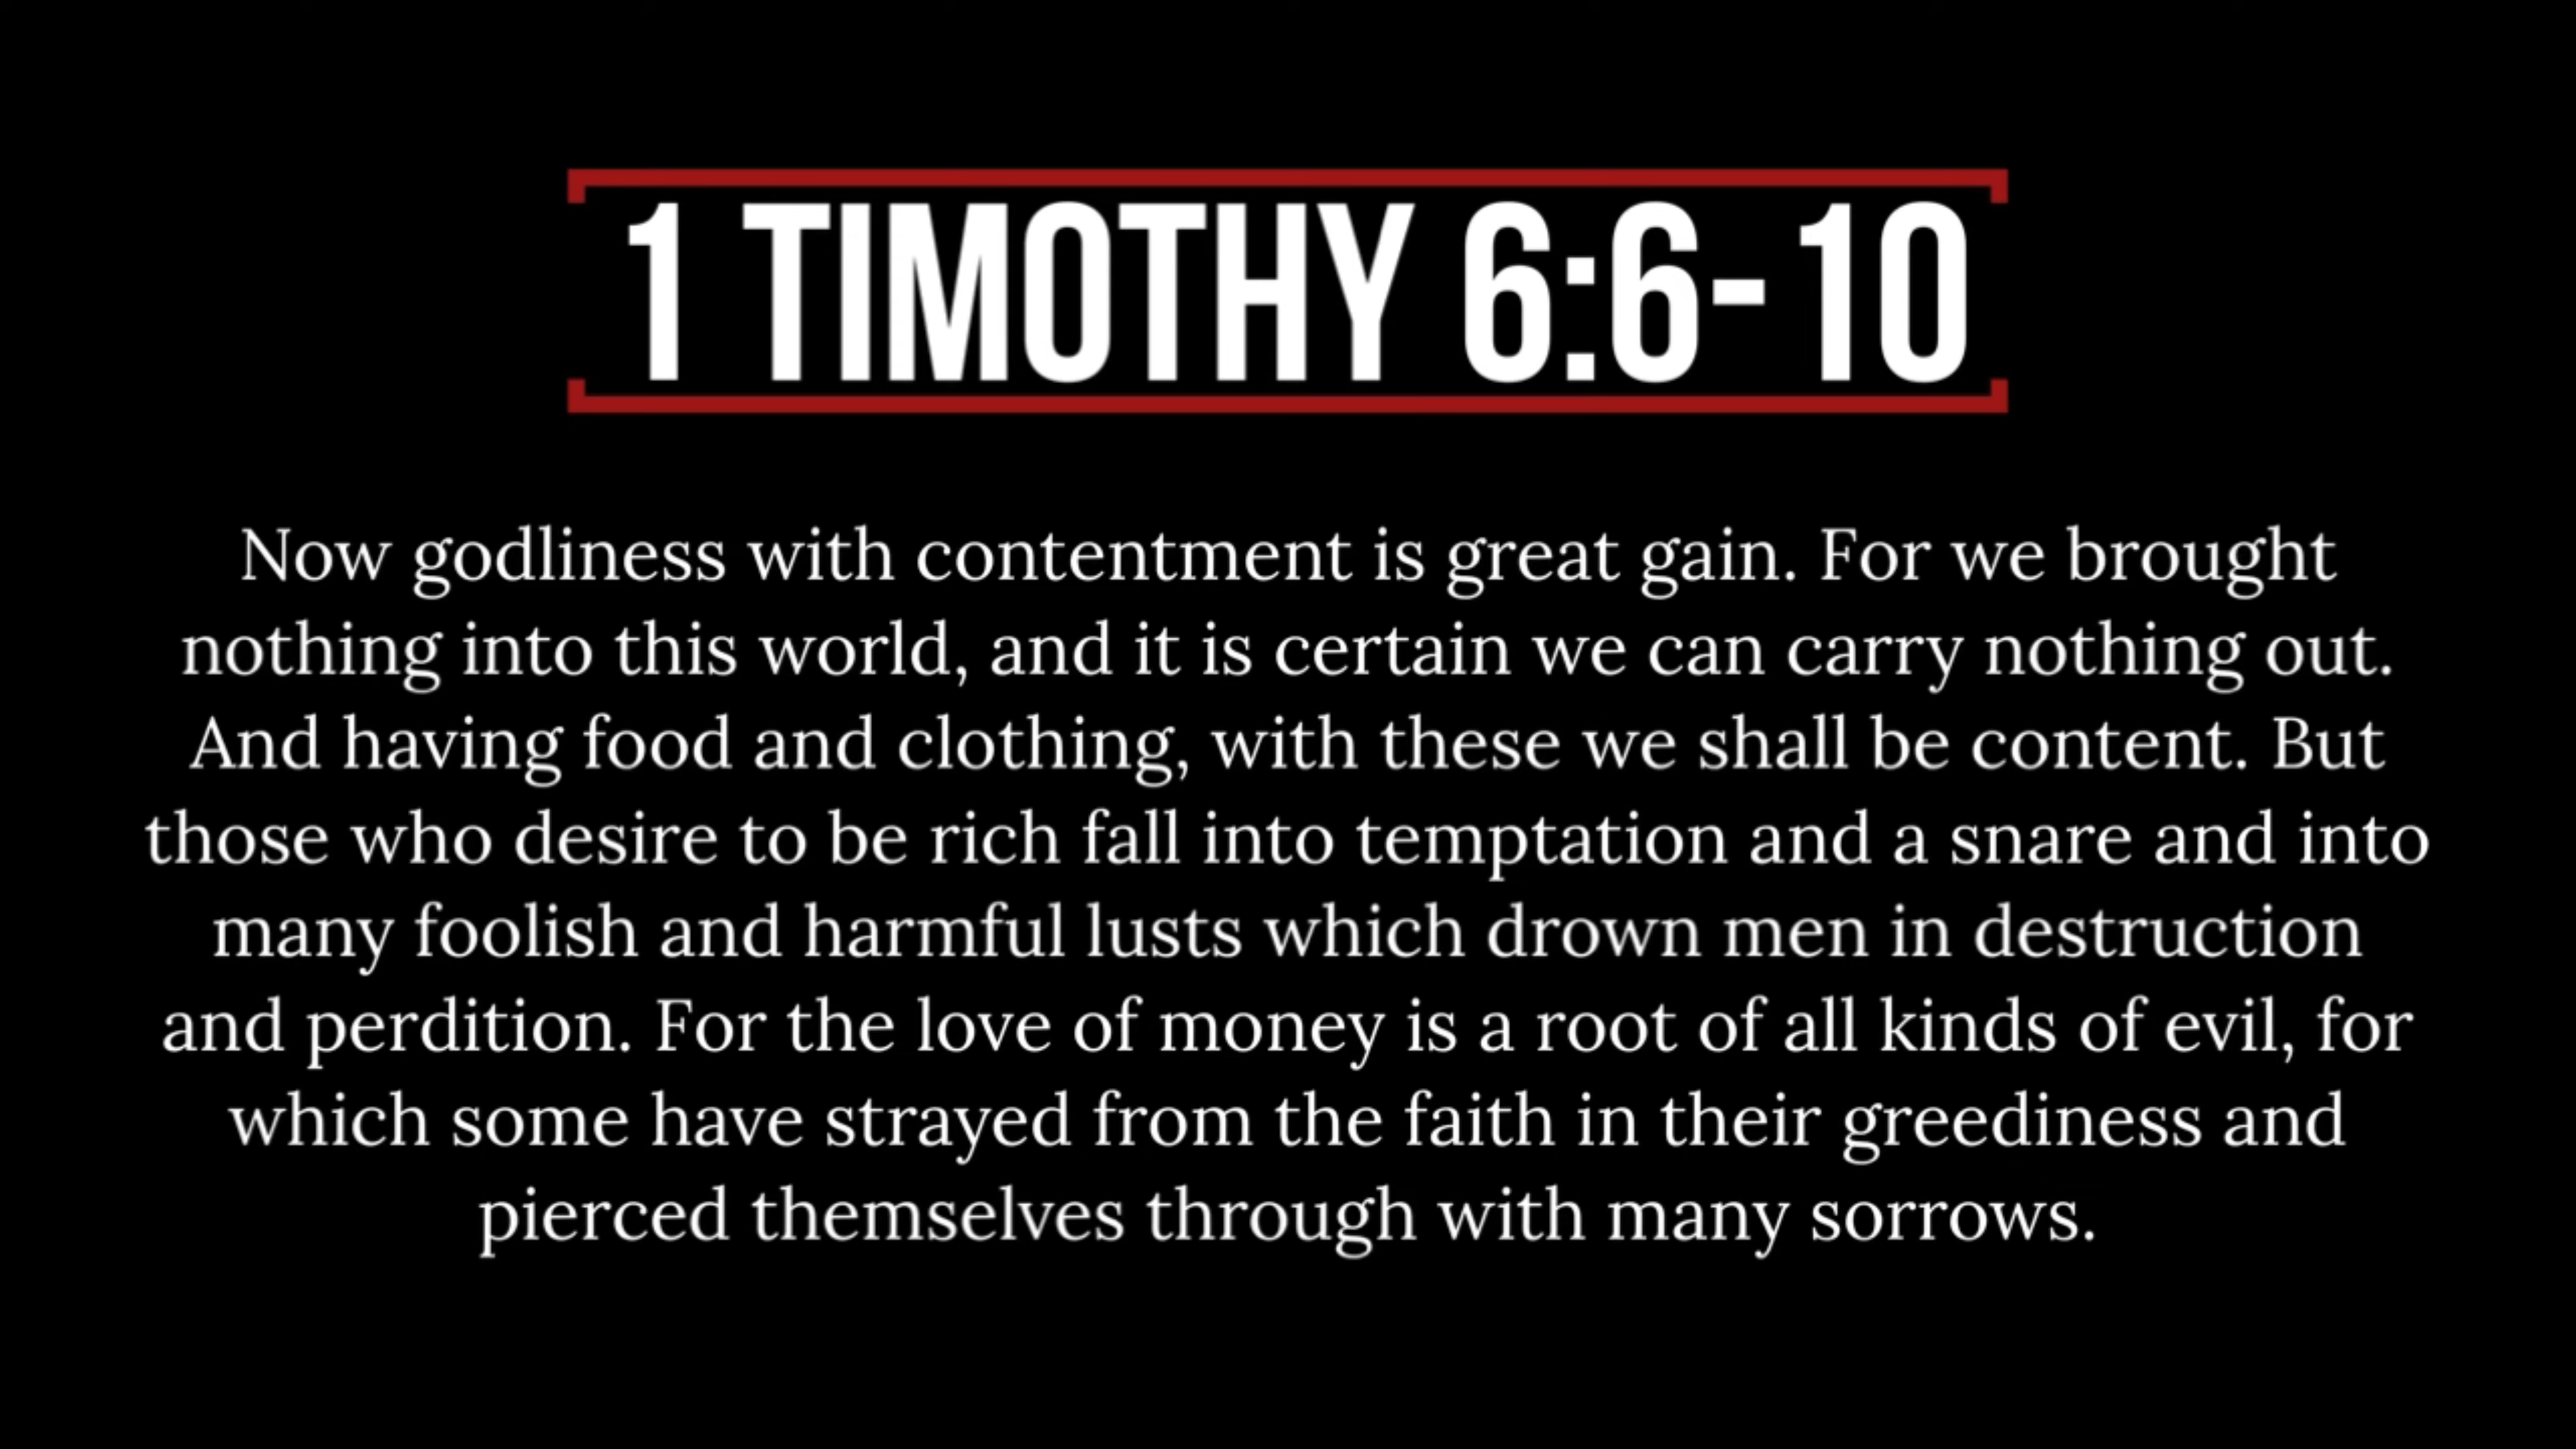 1 TIMOTHY 6:6-10
Now godliness with contentment is great gain. For we brought
nothing into this world, and it is certain we can carry nothing out.
And having food and clothing, with these we shall be content. But
those who desire to be rich fall into temptation and a snare and into
many foolish and harmful lusts which drown men in destruction
and perdition. For the love of money is a root of all kinds of evil, for
which some have strayed from the faith in their greediness and
pierced themselves through with many sorrows.